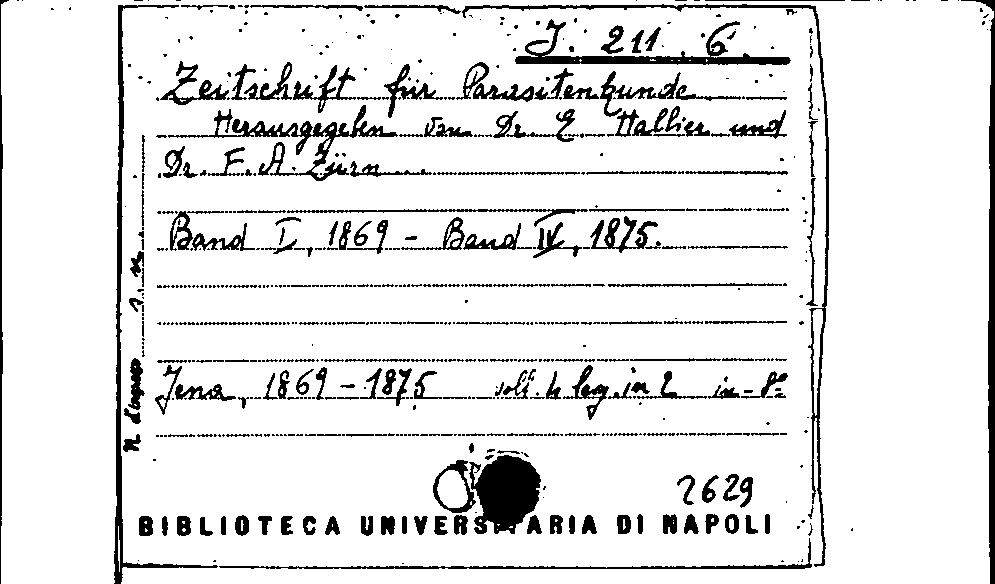 J. 211. 6.
Zeitschrift für Parasitenkunde
Herausgegeben von Dr. E. Hallier und
Dr. F. A. Zürn ...
Band I, 1869 - Band IV, 1875.
Jena, 1869 - 1875 voll. 4 leg. in 2 in-8°
N. d'ingresso s. n.
2629
BIBLIOTECA UNIVERSITARIA DI NAPOLI